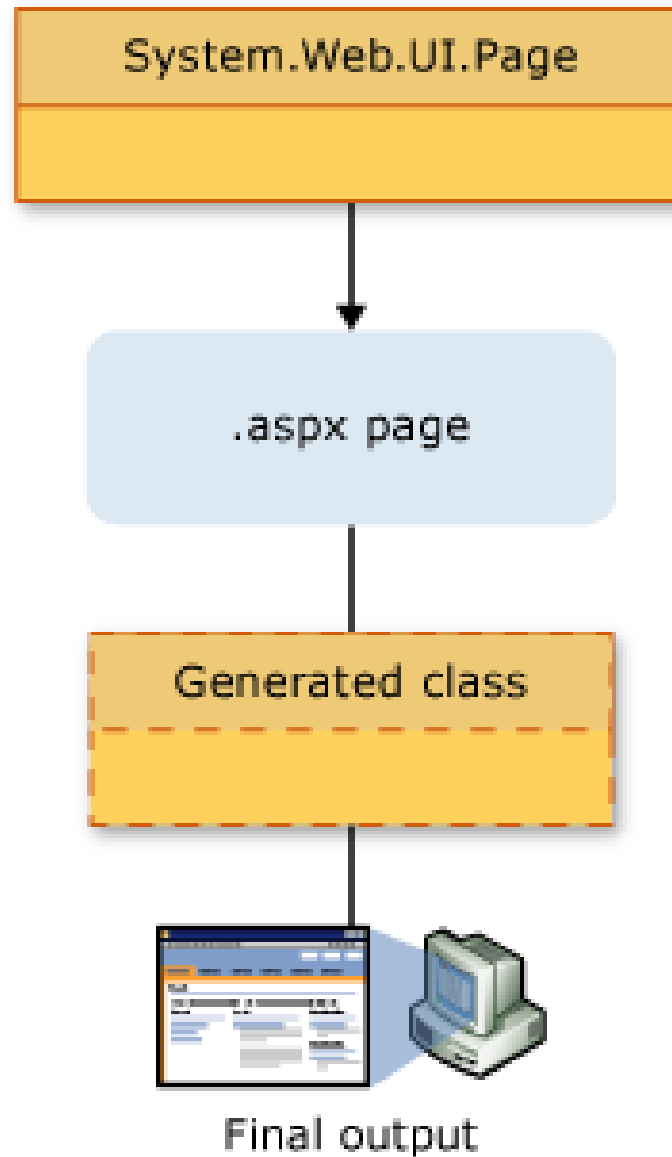 System.Web.UI.Page
.aspx page
Generated class
Final output